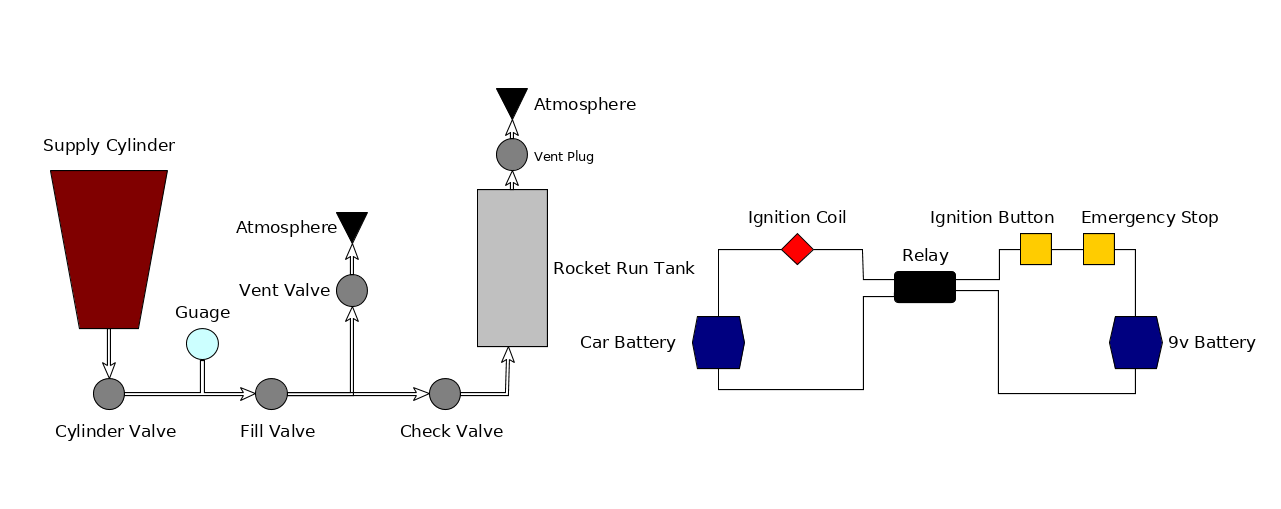 Atmosphere
Supply Cylinder
Vent Plug
Ignition Coil
Ignition Button
Emergency Stop
Atmosphere
Relay
Rocket Run Tank
Vent Valve
Guage
Car Battery
9v Battery
Cylinder Valve
Fill Valve
Check Valve